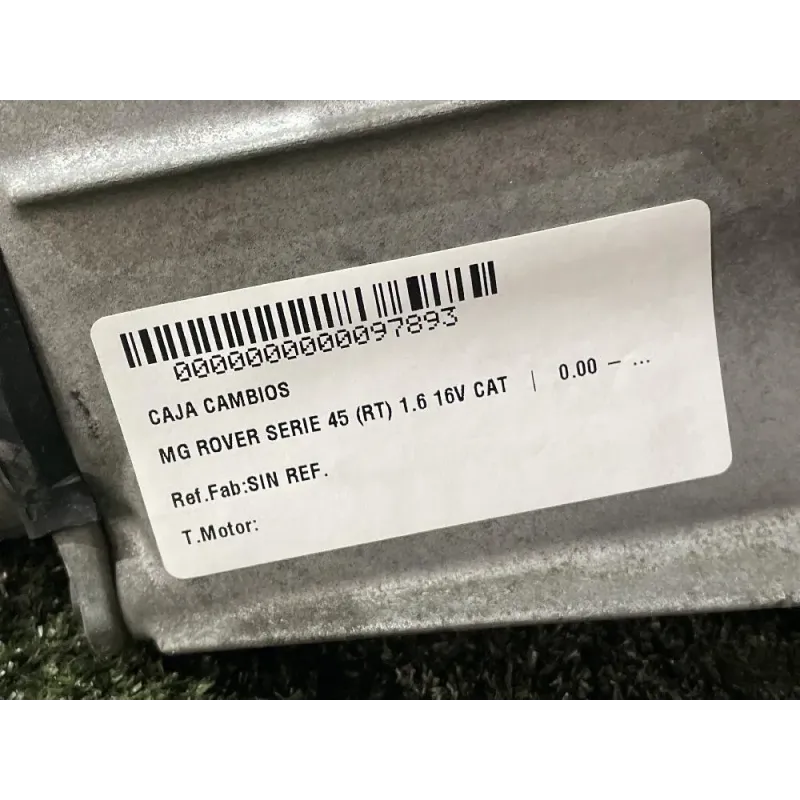 0000000000097893
CAJA CAMBIOS
MG ROVER SERIE 45 (RT) 1.6 16V CAT | 0.00 - ...
Ref.Fab:SIN REF.
T.Motor: